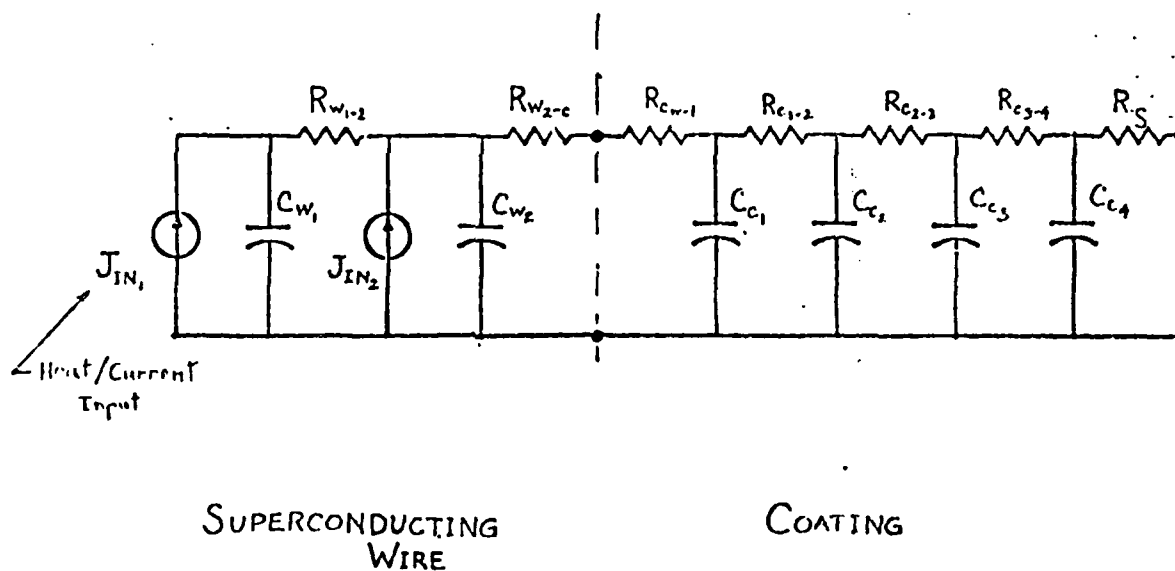 R_W1-2
R_W2-C
R_CW-1
R_C1-2
R_C2-3
R_C3-4
R_S
C_W1
C_W2
C_C1
C_C2
C_C3
C_C4
J_IN1
J_IN2
Heat/Current
Input
SUPERCONDUCTING
WIRE
COATING